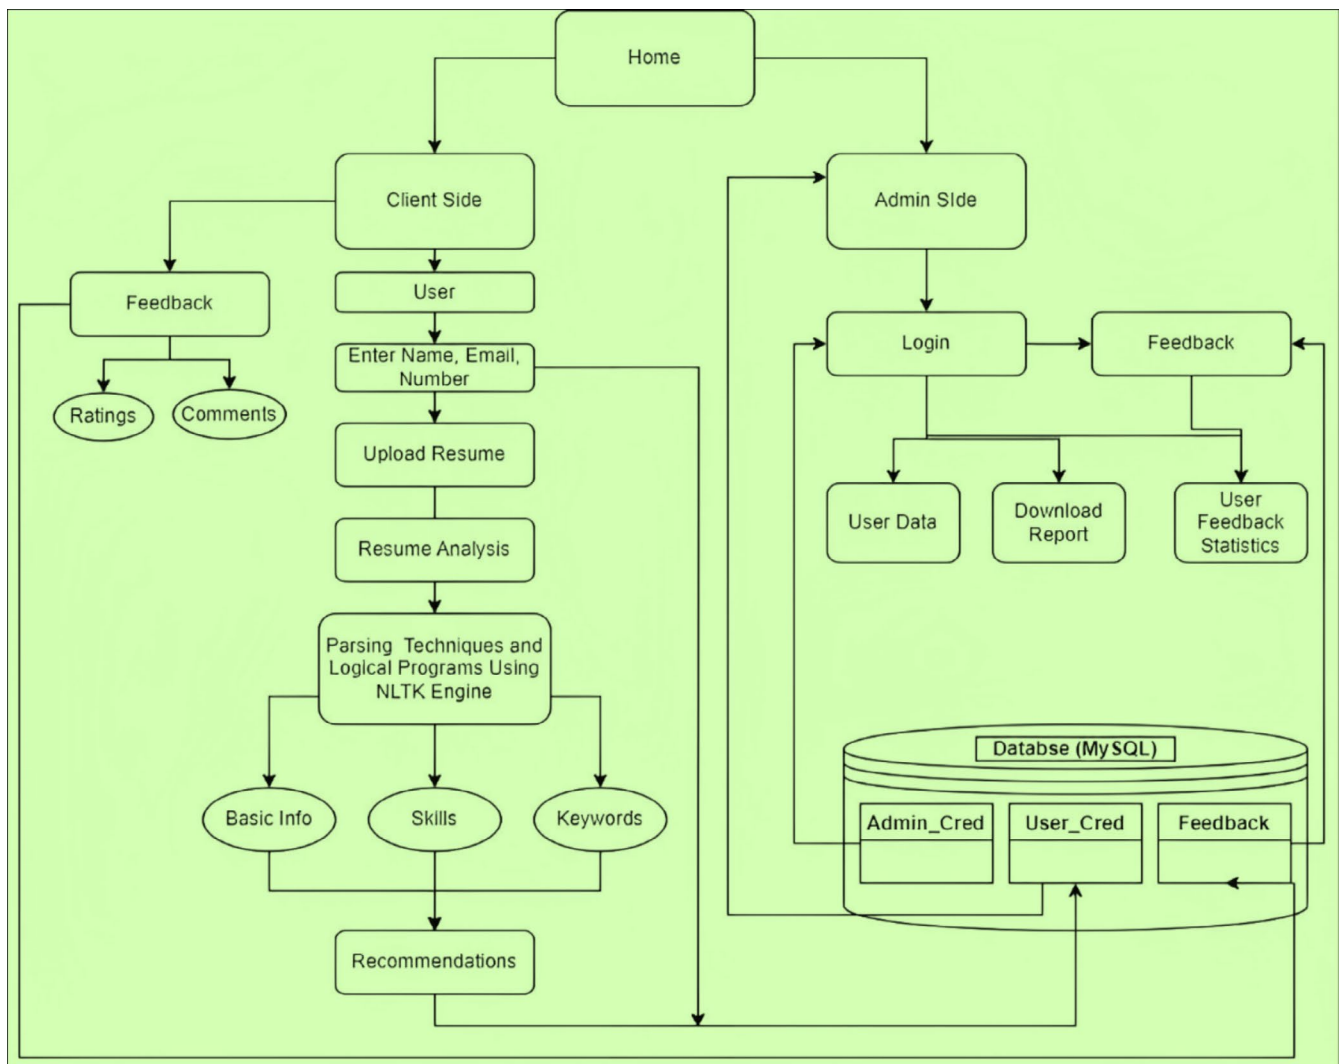 Home
Client Side
Admin SIde
Feedback
User
Login
Feedback
Enter Name, Email,
Number
Ratings
Comments
Upload Resume
User Data
Download
Report
User
Feedback
Statistics
Resume Analysis
Parsing Techniques and
Logical Programs Using
NLTK Engine
Databse (MySQL)
Basic Info
Skills
Keywords
Admin_Cred
User_Cred
Feedback
Recommendations